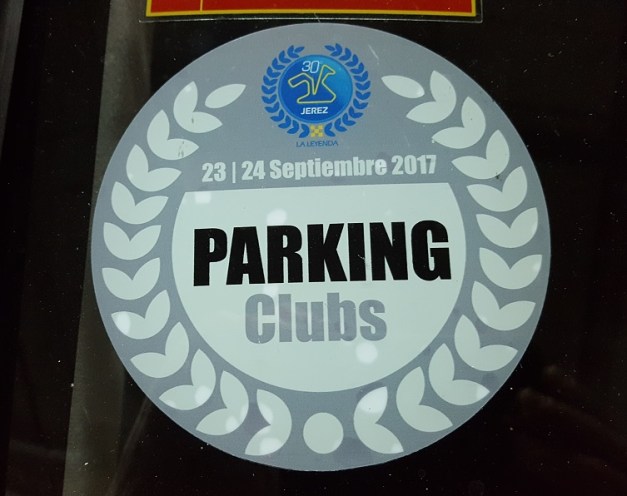 30
JEREZ
LA LEYENDA
23 | 24 Septiembre 2017
PARKING
Clubs